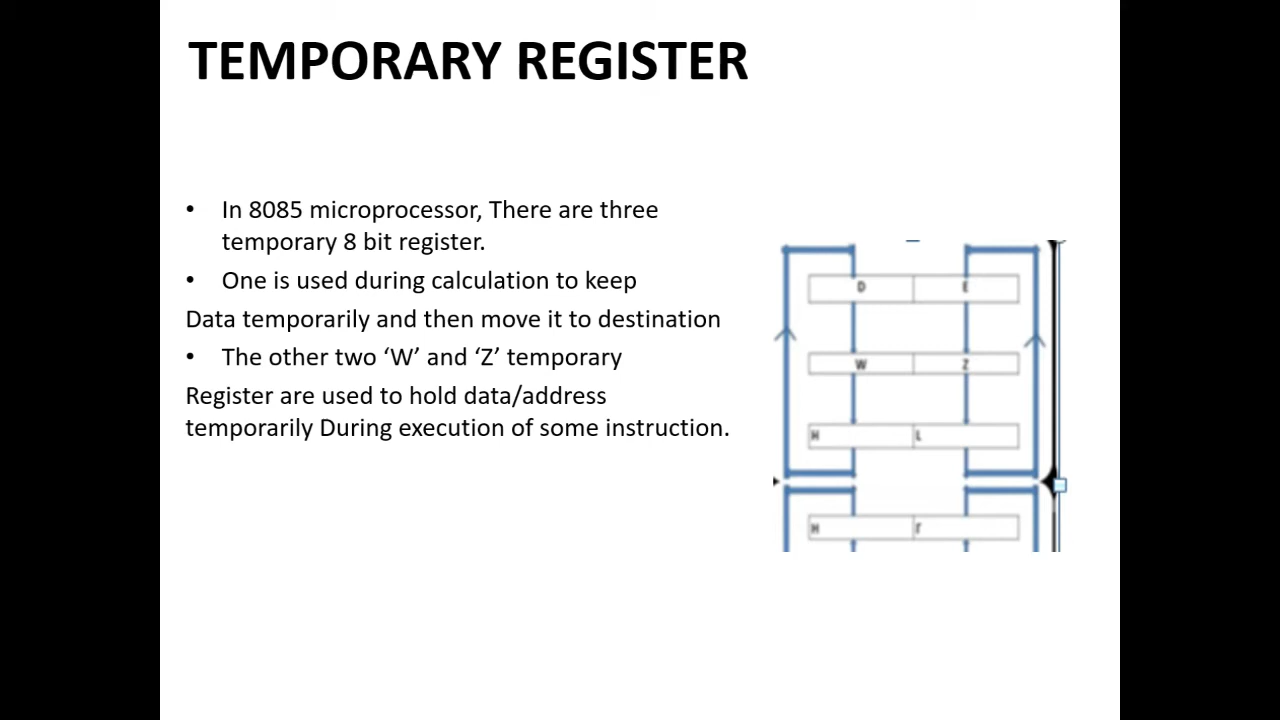 TEMPORARY REGISTER
• In 8085 microprocessor, There are three
temporary 8 bit register.
• One is used during calculation to keep
Data temporarily and then move it to destination
• The other two ‘W’ and ‘Z’ temporary
Register are used to hold data/address
temporarily During execution of some instruction.
D E
W Z
H L
H